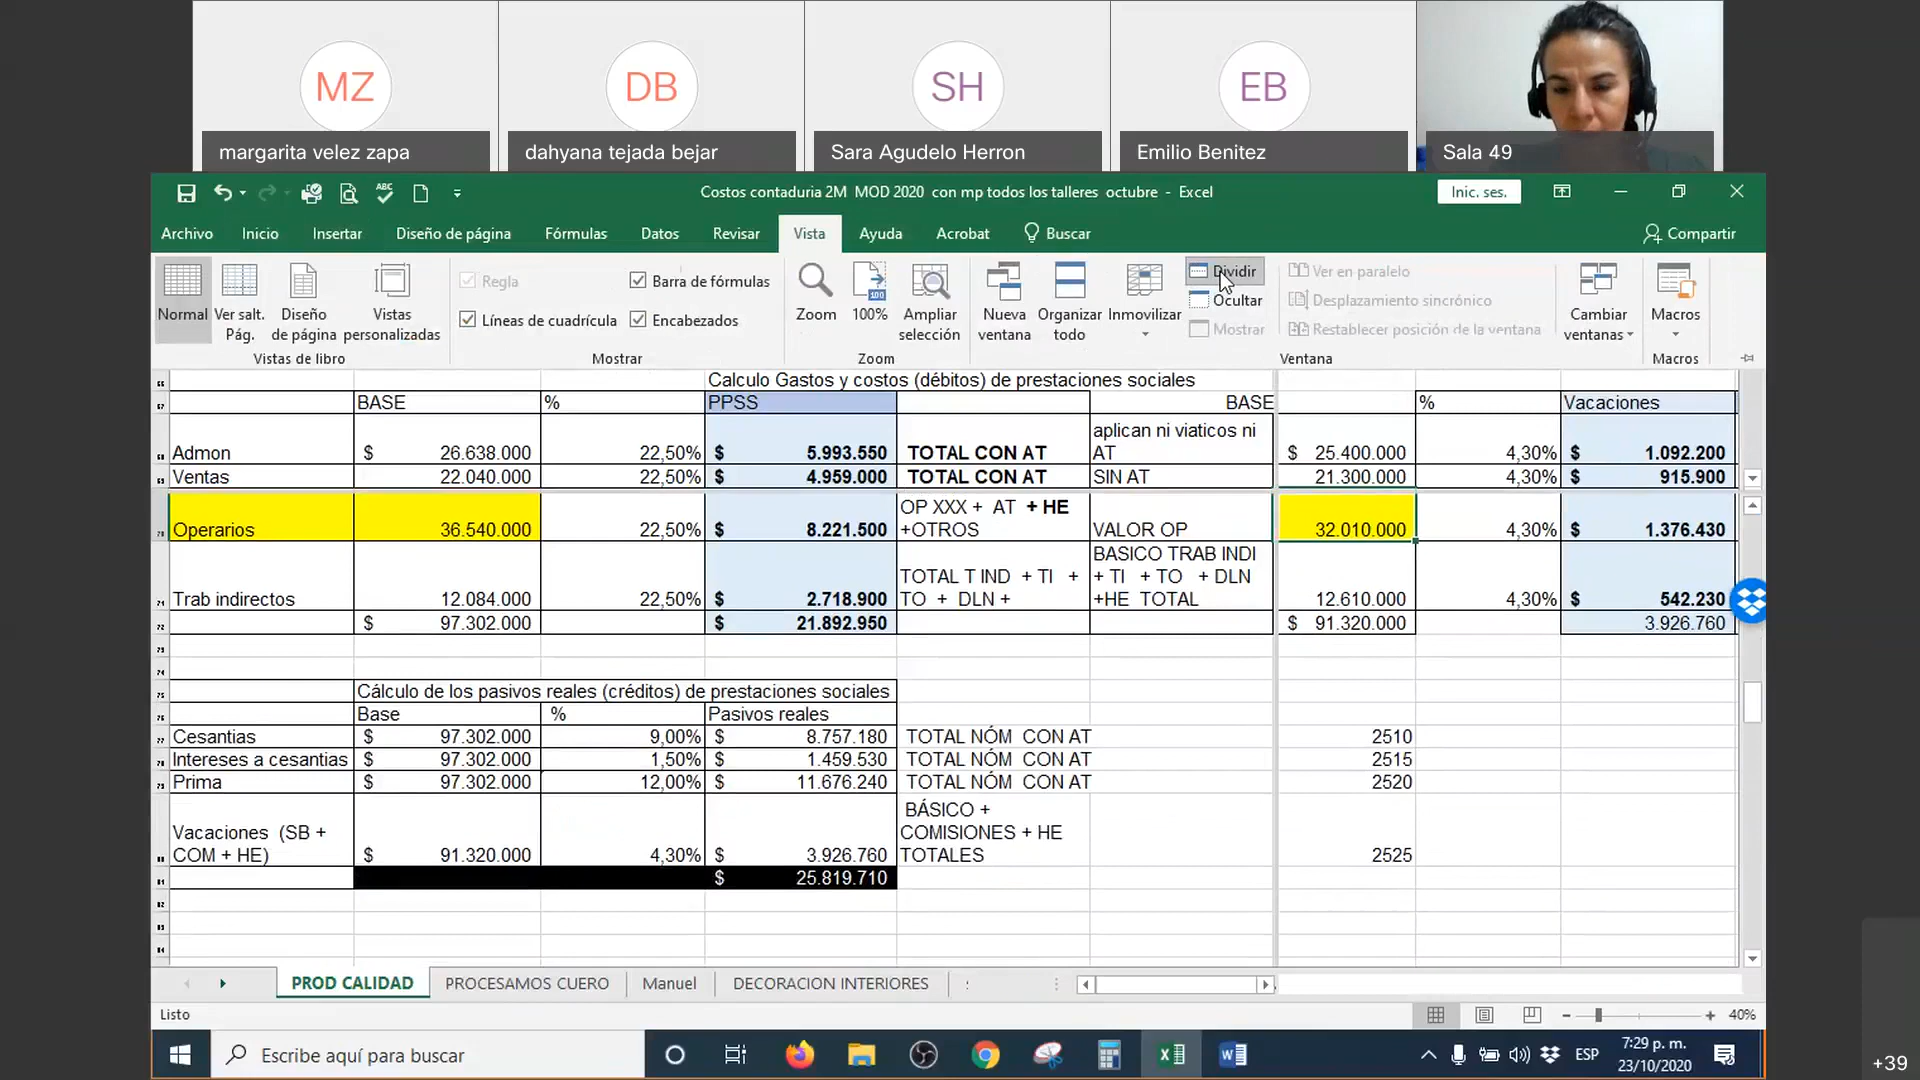 MZ
DB
SH
EB
margarita velez zapa
dahyana tejada bejar
Sara Agudelo Herron
Emilio Benitez
Sala 49
Costos contaduria 2M MOD 2020 con mp todos los talleres octubre - Excel
Inic. ses.
Archivo Inicio Insertar Diseño de página Fórmulas Datos Revisar Vista Ayuda Acrobat Buscar Compartir
Normal
Ver salt. Pág.
Diseño de página
Vistas personalizadas
Vistas de libro
Regla
Barra de fórmulas
Líneas de cuadrícula
Encabezados
Mostrar
Zoom
100%
Ampliar selección
Zoom
Nueva ventana
Organizar todo
Inmovilizar
Dividir
Ocultar
Mostrar
Ver en paralelo
Desplazamiento sincrónico
Restablecer posición de la ventana
Ventana
Cambiar ventanas
Macros
Macros
Calculo Gastos y costos (débitos) de prestaciones sociales
BASE % PPSS BASE % Vacaciones
Admon $ 26.638.000 22,50% $ 5.993.550 TOTAL CON AT aplican ni viaticos ni AT $ 25.400.000 4,30% $ 1.092.200
Ventas 22.040.000 22,50% $ 4.959.000 TOTAL CON AT SIN AT 21.300.000 4,30% $ 915.900
Operarios 36.540.000 22,50% $ 8.221.500 OP XXX + AT + HE +OTROS VALOR OP 32.010.000 4,30% $ 1.376.430
Trab indirectos 12.084.000 22,50% $ 2.718.900 TOTAL T IND + TI + TO + DLN + BASICO TRAB INDI + TI + TO + DLN +HE TOTAL 12.610.000 4,30% $ 542.230
$ 97.302.000 $ 21.892.950 $ 91.320.000 3.926.760
Cálculo de los pasivos reales (créditos) de prestaciones sociales
Base % Pasivos reales
Cesantias $ 97.302.000 9,00% $ 8.757.180 TOTAL NÓM CON AT 2510
Intereses a cesantias $ 97.302.000 1,50% $ 1.459.530 TOTAL NÓM CON AT 2515
Prima $ 97.302.000 12,00% $ 11.676.240 TOTAL NÓM CON AT 2520
Vacaciones (SB + COM + HE) $ 91.320.000 4,30% $ 3.926.760 BÁSICO + COMISIONES + HE TOTALES 2525
$ 25.819.710
PROD CALIDAD PROCESAMOS CUERO Manuel DECORACION INTERIORES
Listo
40%
Escribe aquí para buscar
ESP
7:29 p. m.
23/10/2020
+39